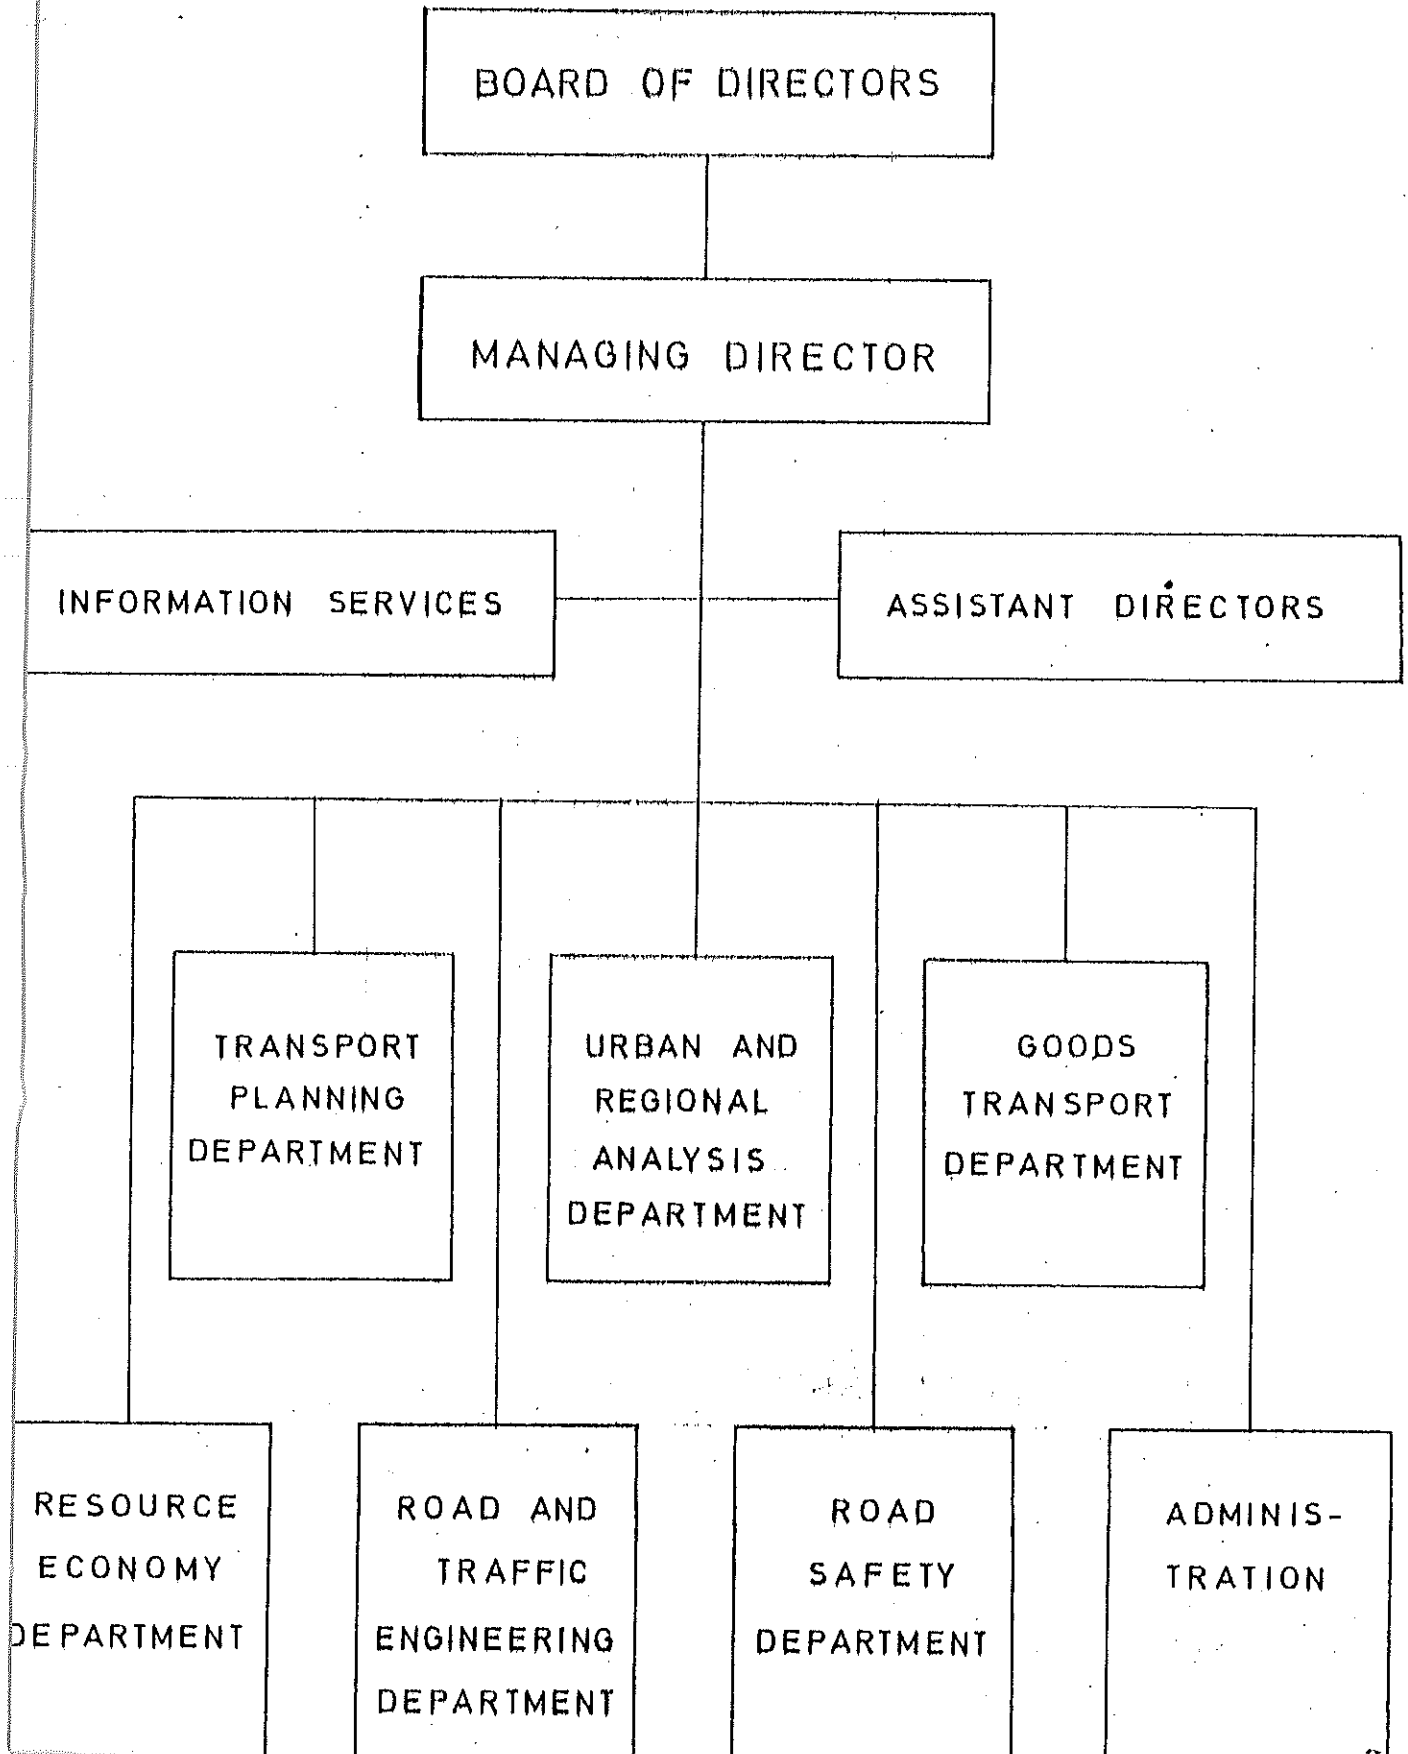 BOARD OF DIRECTORS
MANAGING DIRECTOR
INFORMATION SERVICES
ASSISTANT DIRECTORS
TRANSPORT
PLANNING
DEPARTMENT
URBAN AND
REGIONAL
ANALYSIS
DEPARTMENT
GOODS
TRANSPORT
DEPARTMENT
RESOURCE
ECONOMY
DEPARTMENT
ROAD AND
TRAFFIC
ENGINEERING
DEPARTMENT
ROAD
SAFETY
DEPARTMENT
ADMINIS-
TRATION